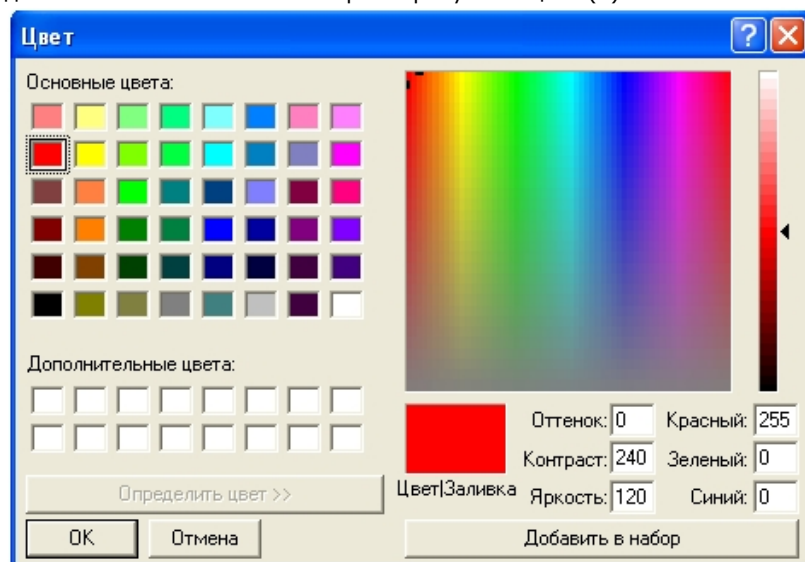 Цвет
Основные цвета:
Дополнительные цвета:
Определить цвет >>
OK
Отмена
Цвет|Заливка
Оттенок: 0
Красный: 255
Контраст: 240
Зеленый: 0
Яркость: 120
Синий: 0
Добавить в набор